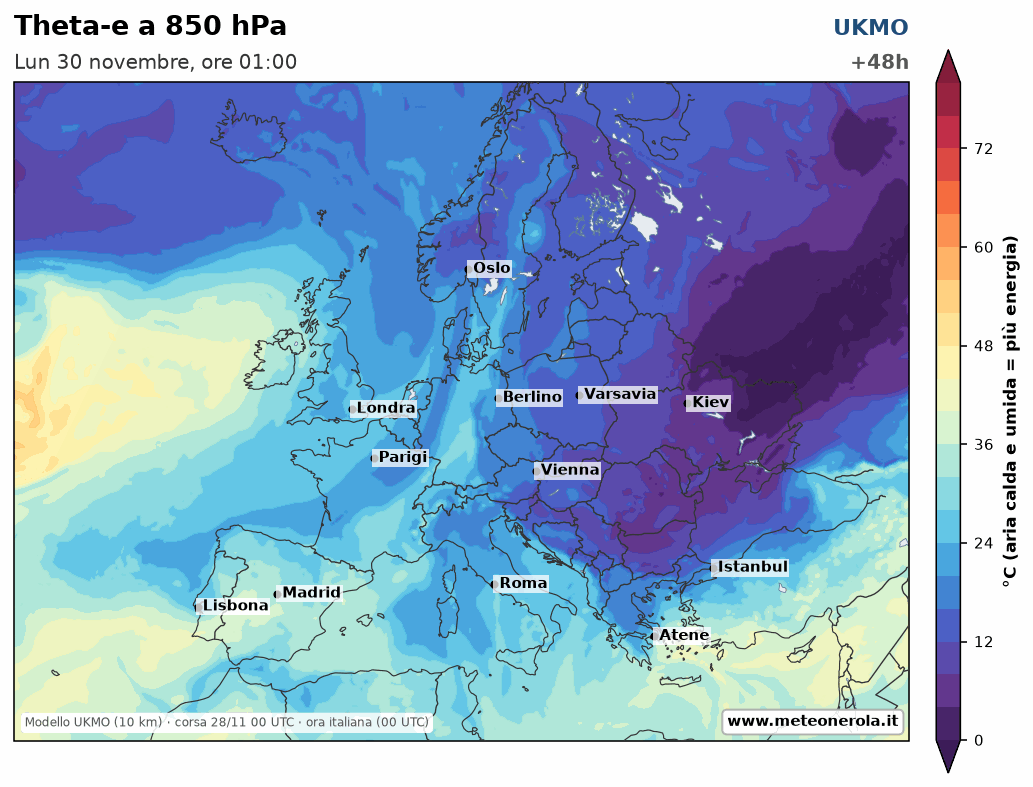 Theta-e a 850 hPa
UKMO
Lun 30 novembre, ore 01:00
+48h
72
60
48
36
24
12
0
°C (aria calda e umida = più energia)
Oslo
Londra
Berlino
Varsavia
Kiev
Parigi
Vienna
Istanbul
Roma
Madrid
Lisbona
Atene
Modello UKMO (10 km) · corsa 28/11 00 UTC · ora italiana (00 UTC)
www.meteonerola.it